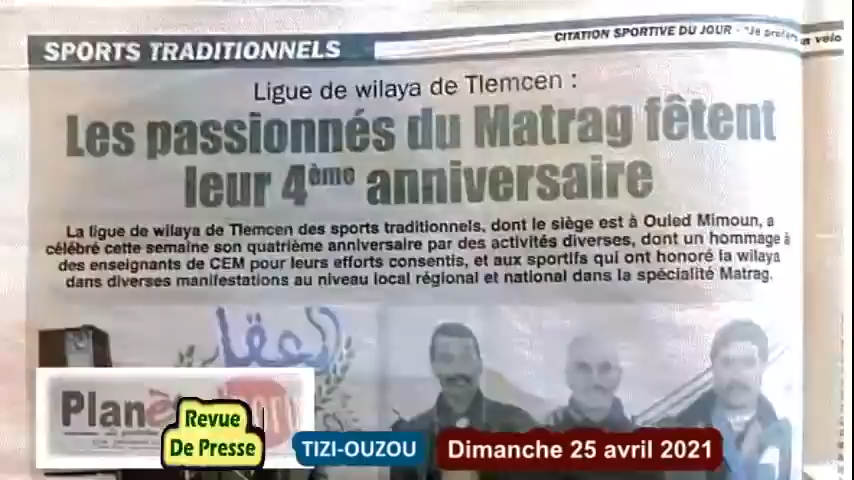 CITATION SPORTIVE DU JOUR - "Je
vélo
SPORTS TRADITIONNELS
Ligue de wilaya de Tlemcen :
Les passionnés du Matrag fêtent
leur 4ème anniversaire
La ligue de wilaya de Tlemcen des sports traditionnels, dont le siège est à Ouled Mimoun, a
célébré cette semaine son quatrième anniversaire par des activités diverses, dont un hommage à
des enseignants de CEM pour leurs efforts consentis, et aux sportifs qui ont honoré la wilaya
dans diverses manifestations au niveau local régional et national dans la spécialité Matrag.
Revue
De Presse
TIZI-OUZOU
Dimanche 25 avril 2021